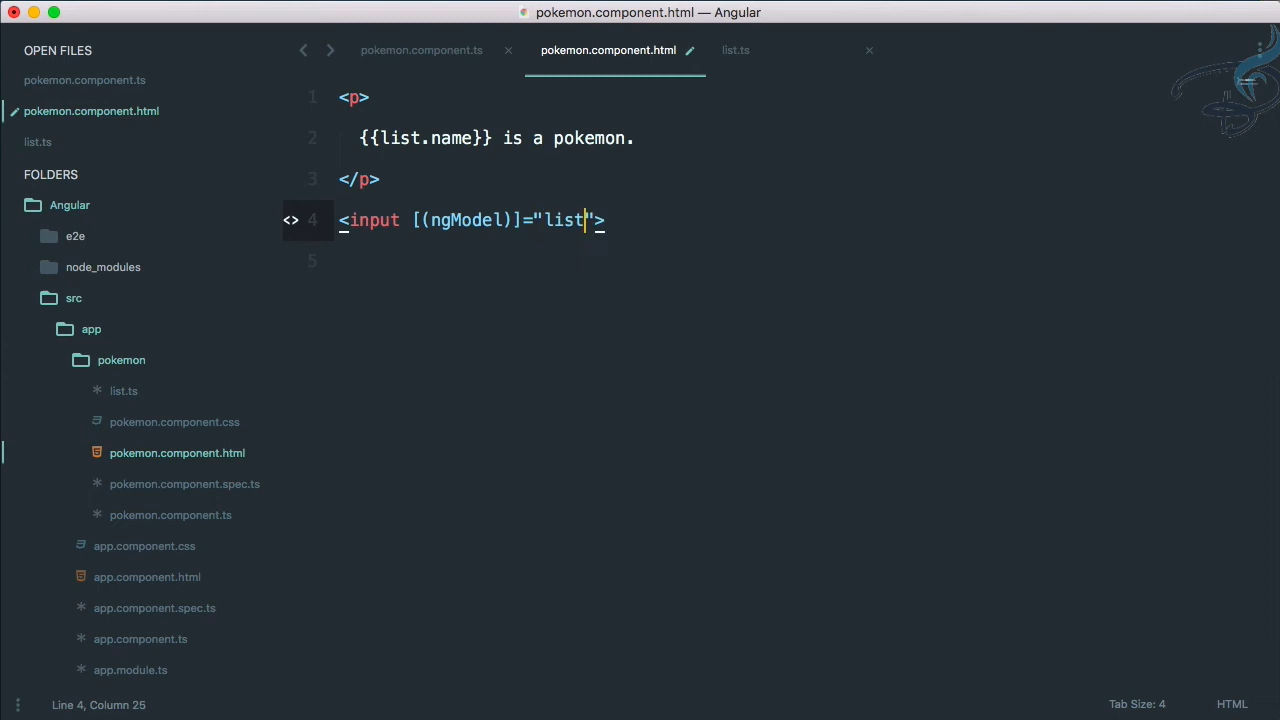 pokemon.component.html — Angular
OPEN FILES
pokemon.component.ts
pokemon.component.html
list.ts
FOLDERS
Angular
e2e
node_modules
src
app
pokemon
list.ts
pokemon.component.css
pokemon.component.html
pokemon.component.spec.ts
pokemon.component.ts
app.component.css
app.component.html
app.component.spec.ts
app.component.ts
app.module.ts
pokemon.component.ts
pokemon.component.html
list.ts
1 <p>
2 {{list.name}} is a pokemon.
3 </p>
<> 4 <input [(ngModel)]="list">
5
Line 4, Column 25
Tab Size: 4
HTML